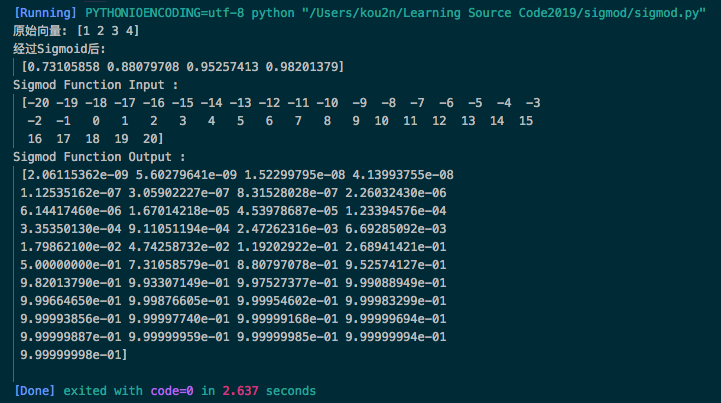 [Running] PYTHONIOENCODING=utf-8 python "/Users/kou2n/Learning Source Code2019/sigmod/sigmod.py"
原始向量: [1 2 3 4]
经过Sigmoid后:
[0.73105858 0.88079708 0.95257413 0.98201379]
Sigmod Function Input :
[-20 -19 -18 -17 -16 -15 -14 -13 -12 -11 -10 -9 -8 -7 -6 -5 -4 -3
-2 -1 0 1 2 3 4 5 6 7 8 9 10 11 12 13 14 15
16 17 18 19 20]
Sigmod Function Output :
[2.06115362e-09 5.60279641e-09 1.52299795e-08 4.13993755e-08
1.12535162e-07 3.05902227e-07 8.31528028e-07 2.26032430e-06
6.14417460e-06 1.67014218e-05 4.53978687e-05 1.23394576e-04
3.35350130e-04 9.11051194e-04 2.47262316e-03 6.69285092e-03
1.79862100e-02 4.74258732e-02 1.19202922e-01 2.68941421e-01
5.00000000e-01 7.31058579e-01 8.80797078e-01 9.52574127e-01
9.82013790e-01 9.93307149e-01 9.97527377e-01 9.99088949e-01
9.99664650e-01 9.99876605e-01 9.99954602e-01 9.99983299e-01
9.99993856e-01 9.99997740e-01 9.99999168e-01 9.99999694e-01
9.99999887e-01 9.99999959e-01 9.99999985e-01 9.99999994e-01
9.99999998e-01]
[Done] exited with code=0 in 2.637 seconds